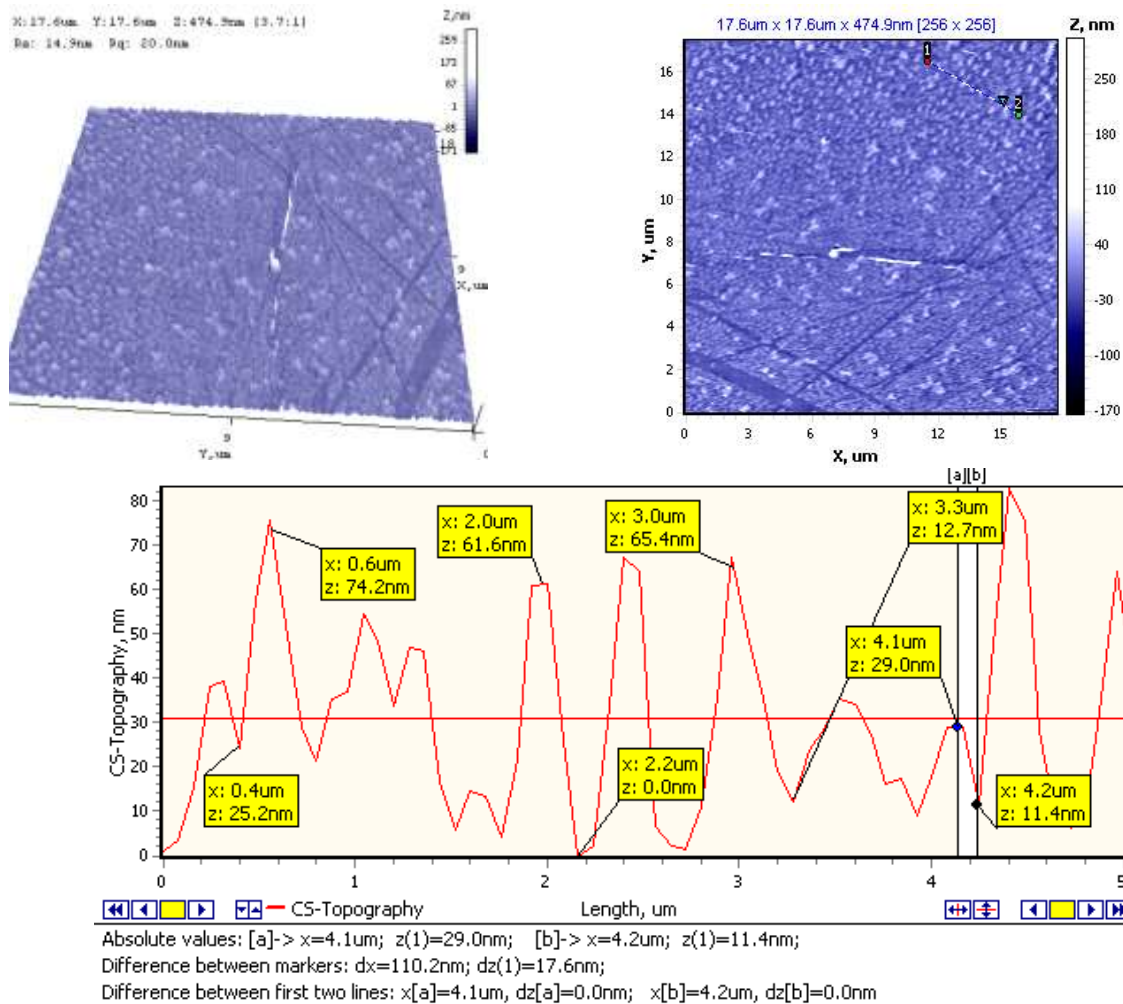 X:17.6um Y:17.6um Z:474.9nm [3.7:1]
Ra: 14.9nm Rq: 20.0nm
Z,nm
259
173
87
1
-85
-171
9
X,um
9
Y,um
0
17.6um x 17.6um x 474.9nm [256 x 256]
Z, nm
1
2
16
14
12
10
8
6
4
2
0
Y, um
0
3
6
9
12
15
X, um
250
180
110
40
-30
-100
-170
[a][b]
80
70
60
50
40
30
20
10
0
CS-Topography, nm
x: 0.6um
z: 74.2nm
x: 2.0um
z: 61.6nm
x: 3.0um
z: 65.4nm
x: 3.3um
z: 12.7nm
x: 4.1um
z: 29.0nm
x: 0.4um
z: 25.2nm
x: 2.2um
z: 0.0nm
x: 4.2um
z: 11.4nm
0
1
2
3
4
5
CS-Topography
Length, um
Absolute values: [a]-> x=4.1um; z(1)=29.0nm; [b]-> x=4.2um; z(1)=11.4nm;
Difference between markers: dx=110.2nm; dz(1)=17.6nm;
Difference between first two lines: x[a]=4.1um, dz[a]=0.0nm; x[b]=4.2um, dz[b]=0.0nm